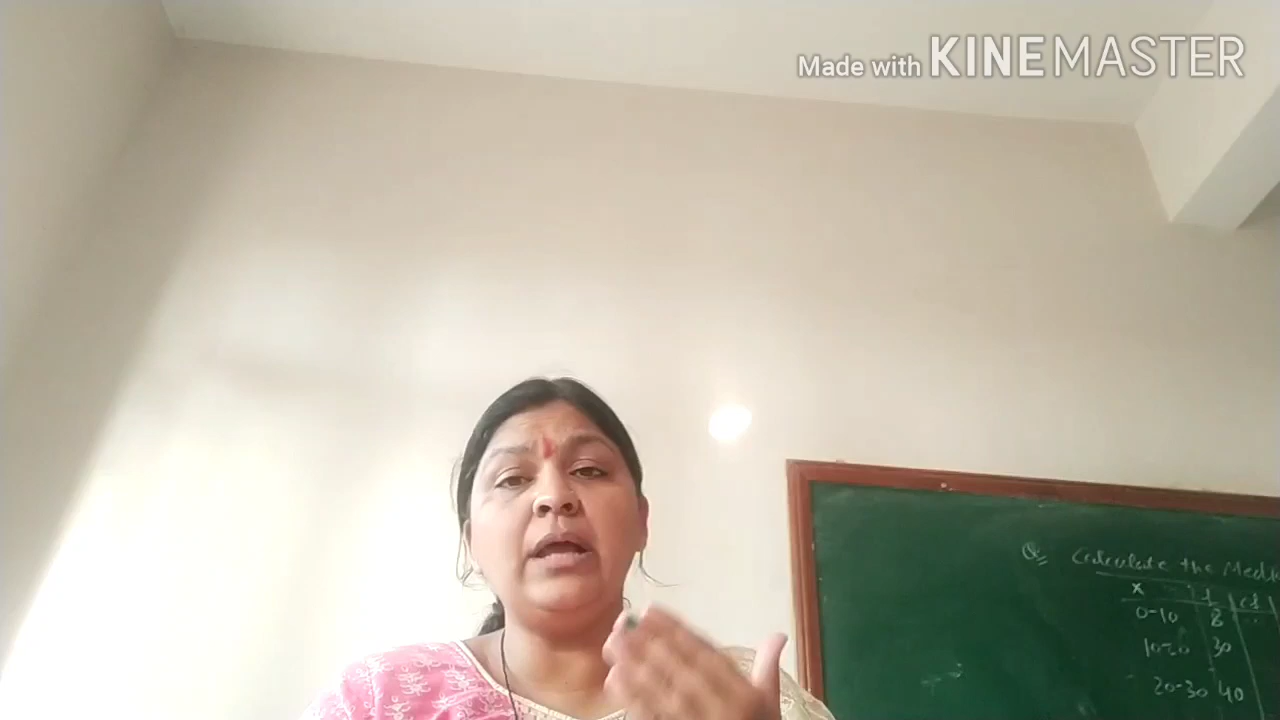 Made with KINEMASTER
Q Calculate the Med
X f cf
0-10 8
10-20 30
20-30 40